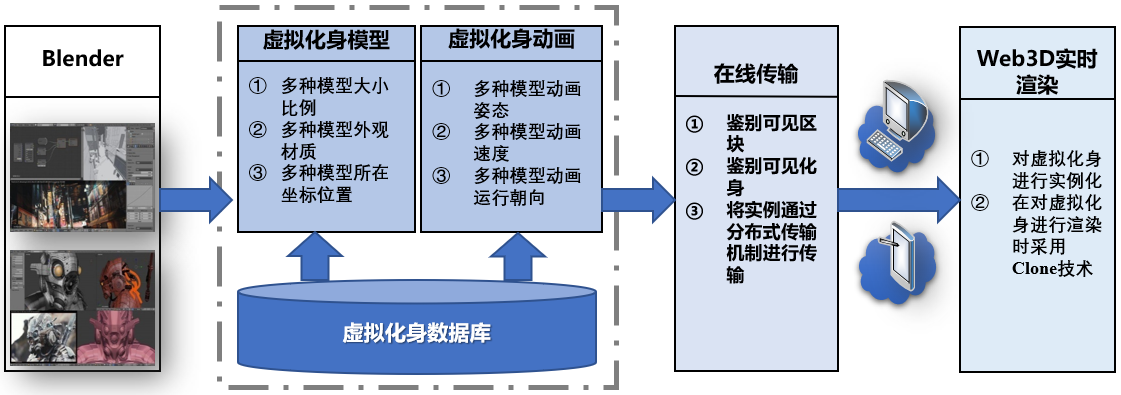 Blender
虚拟化身模型
① 多种模型大小
比例
② 多种模型外观
材质
③ 多种模型所在
坐标位置
虚拟化身动画
① 多种模型动画
姿态
② 多种模型动画
速度
③ 多种模型动画
运行朝向
虚拟化身数据库
在线传输
① 鉴别可见区
块
② 鉴别可见化
身
③ 将实例通过
分布式传输
机制进行传
输
Web3D实时
渲染
① 对虚拟化身
进行实例化
② 在对虚拟化
身进行渲染
时采用
Clone技术